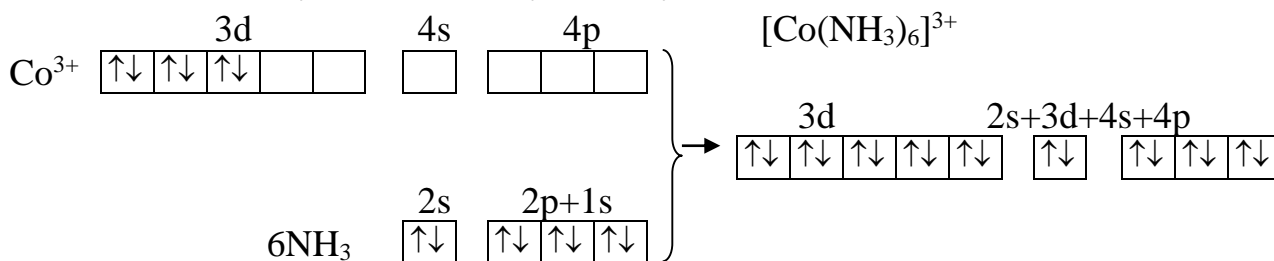 3d 4s 4p [Co(NH₃)₆]³⁺
Co³⁺ ↑↓ ↑↓ ↑↓
3d 2s+3d+4s+4p
↑↓ ↑↓ ↑↓ ↑↓ ↑↓ ↑↓ ↑↓ ↑↓ ↑↓
2s 2p+1s
6NH₃ ↑↓ ↑↓ ↑↓ ↑↓